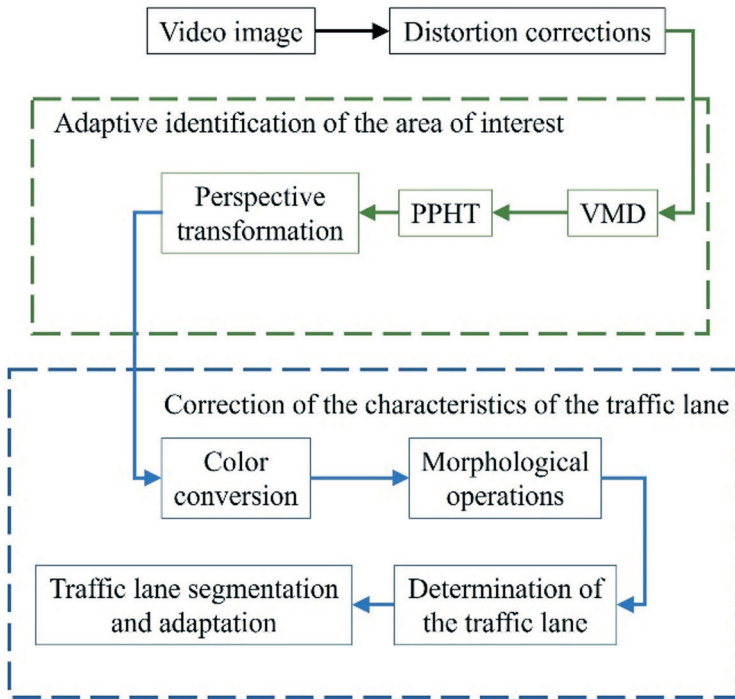 Video image
Distortion corrections
Adaptive identification of the area of interest
Perspective
transformation
PPHT
VMD
Correction of the characteristics of the traffic lane
Color
conversion
Morphological
operations
Traffic lane segmentation
and adaptation
Determination of
the traffic lane